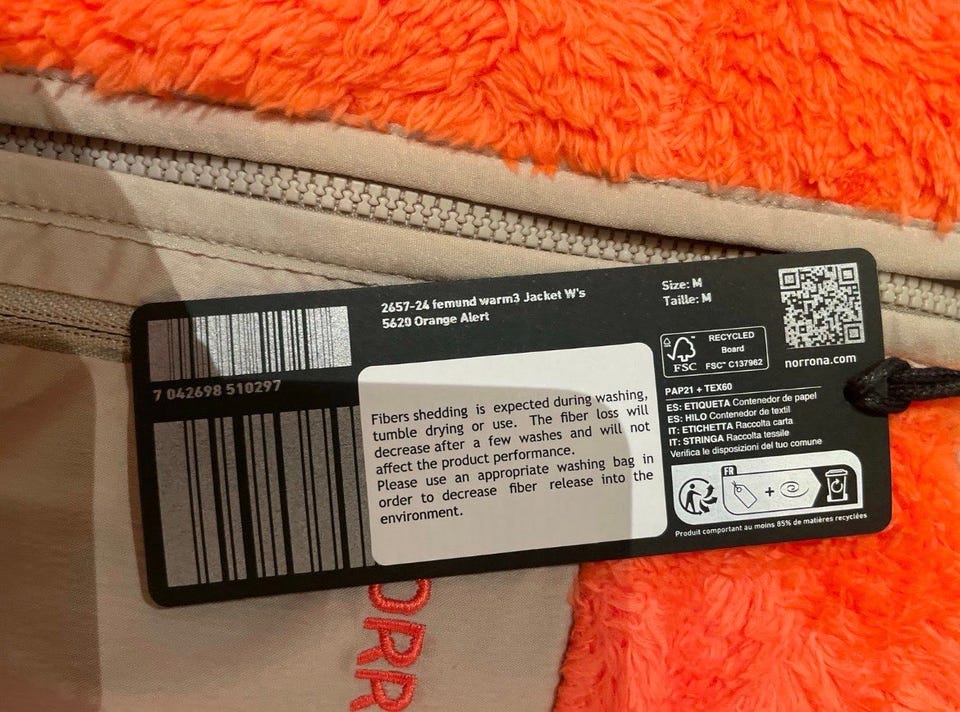 2657-24 femund warm3 Jacket W's
5620 Orange Alert
Size: M
Taille: M
7 042698 510297
Fibers shedding is expected during washing,
tumble drying or use. The fiber loss will
decrease after a few washes and will not
affect the product performance.
Please use an appropriate washing bag in
order to decrease fiber release into the
environment.
FSC
RECYCLED
Board
FSC™ C137962
norrona.com
PAP21 + TEX60
ES: ETIQUETA Contenedor de papel
ES: HILO Contenedor de textil
IT: ETICHETTA Raccolta carta
IT: STRINGA Raccolta tessile
Verifica le disposizioni del tuo comune
FR
+
Produit comportant au moins 85% de matières recyclées
ORR